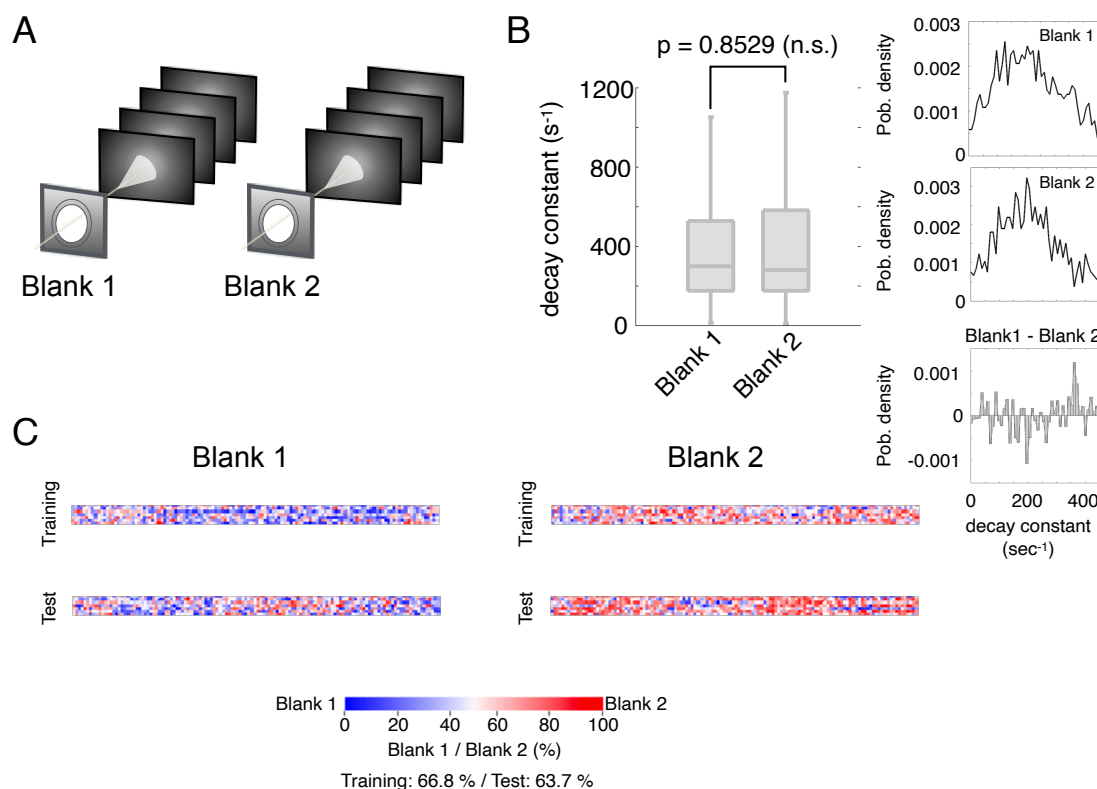 A
Blank 1
Blank 2
B
p = 0.8529 (n.s.)
decay constant (s-1)
1200
800
400
0
Blank 1
Blank 2
Pob. density
0.003
0.002
0.001
0
Blank 1
Pob. density
0.003
0.002
0.001
0
Blank 2
Blank1 - Blank 2
Pob. density
0.001
0
-0.001
0 200 400
decay constant
(sec-1)
C
Blank 1
Blank 2
Training
Training
Test
Test
Blank 1
Blank 2
0 20 40 60 80 100
Blank 1 / Blank 2 (%)
Training: 66.8 % / Test: 63.7 %